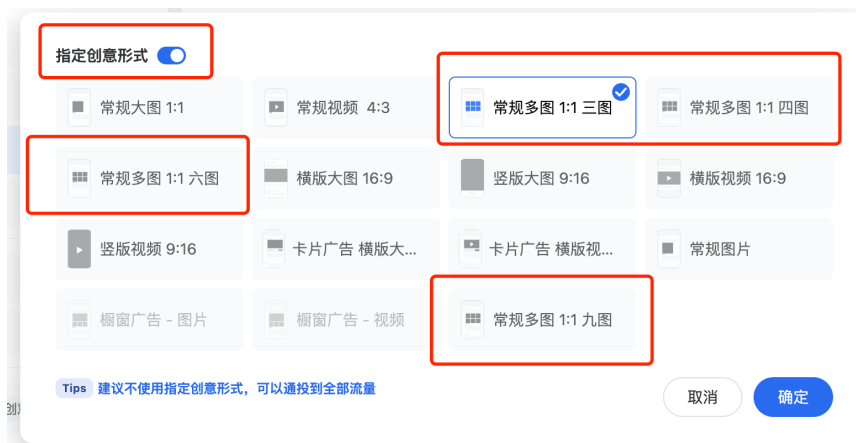 指定创意形式
常规大图 1:1
常规视频 4:3
常规多图 1:1 三图
常规多图 1:1 四图
常规多图 1:1 六图
横版大图 16:9
竖版大图 9:16
横版视频 16:9
竖版视频 9:16
卡片广告 横版大...
卡片广告 横版视...
常规图片
橱窗广告 - 图片
橱窗广告 - 视频
常规多图 1:1 九图
Tips 建议不使用指定创意形式，可以通投到全部流量
取消
确定